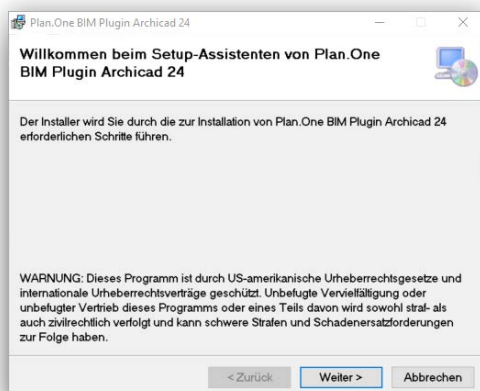 Plan.One BIM Plugin Archicad 24
Willkommen beim Setup-Assistenten von Plan.One
BIM Plugin Archicad 24
Der Installer wird Sie durch die zur Installation von Plan.One BIM Plugin Archicad 24
erforderlichen Schritte führen.
WARNUNG: Dieses Programm ist durch US-amerikanische Urheberrechtsgesetze und
internationale Urheberrechtsverträge geschützt. Unbefugte Vervielfältigung oder
unbefugter Vertrieb dieses Programms oder eines Teils davon wird sowohl straf- als
auch zivilrechtlich verfolgt und kann schwere Strafen und Schadenersatzforderungen
zur Folge haben.
< Zurück Weiter > Abbrechen